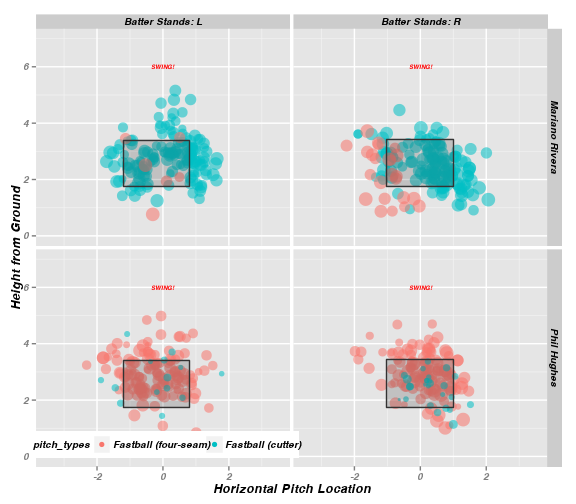 Batter Stands: L
Batter Stands: R
6
4
2
0
SWING!
SWING!
Mariano Rivera
Height from Ground
6
4
2
0
SWING!
SWING!
Phil Hughes
pitch_types Fastball (four-seam) Fastball (cutter)
-2 0 2
-2 0 2
Horizontal Pitch Location